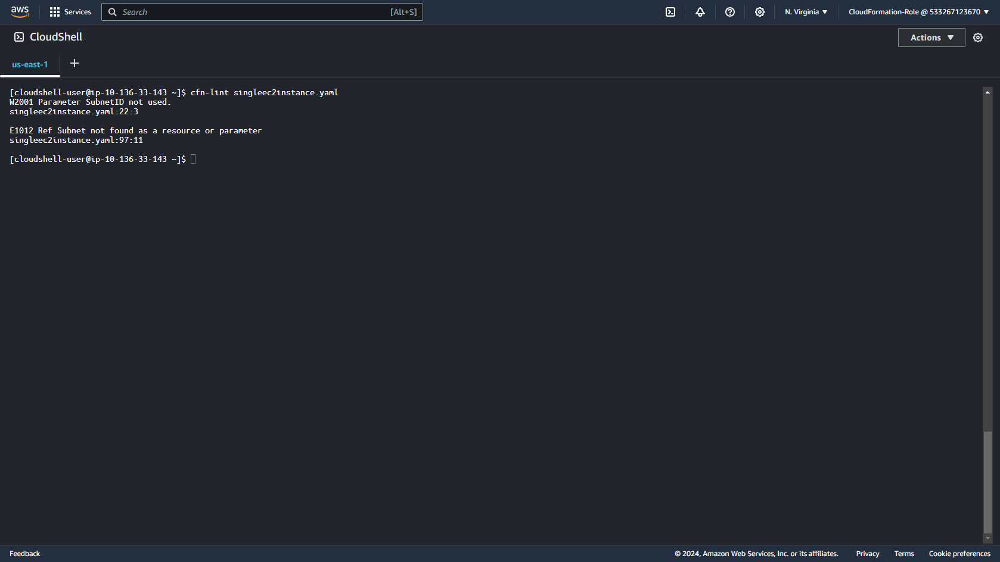 aws
Services
Search [Alt+S]
N. Virginia
CloudFormation-Role @ 533267123670
CloudShell
Actions
us-east-1
[cloudshell-user@ip-10-136-33-143 ~]$ cfn-lint singleec2instance.yaml
W2001 Parameter SubnetID not used.
singleec2instance.yaml:22:3
E1012 Ref Subnet not found as a resource or parameter
singleec2instance.yaml:97:11
[cloudshell-user@ip-10-136-33-143 ~]$
Feedback
© 2024, Amazon Web Services, Inc. or its affiliates.
Privacy
Terms
Cookie preferences